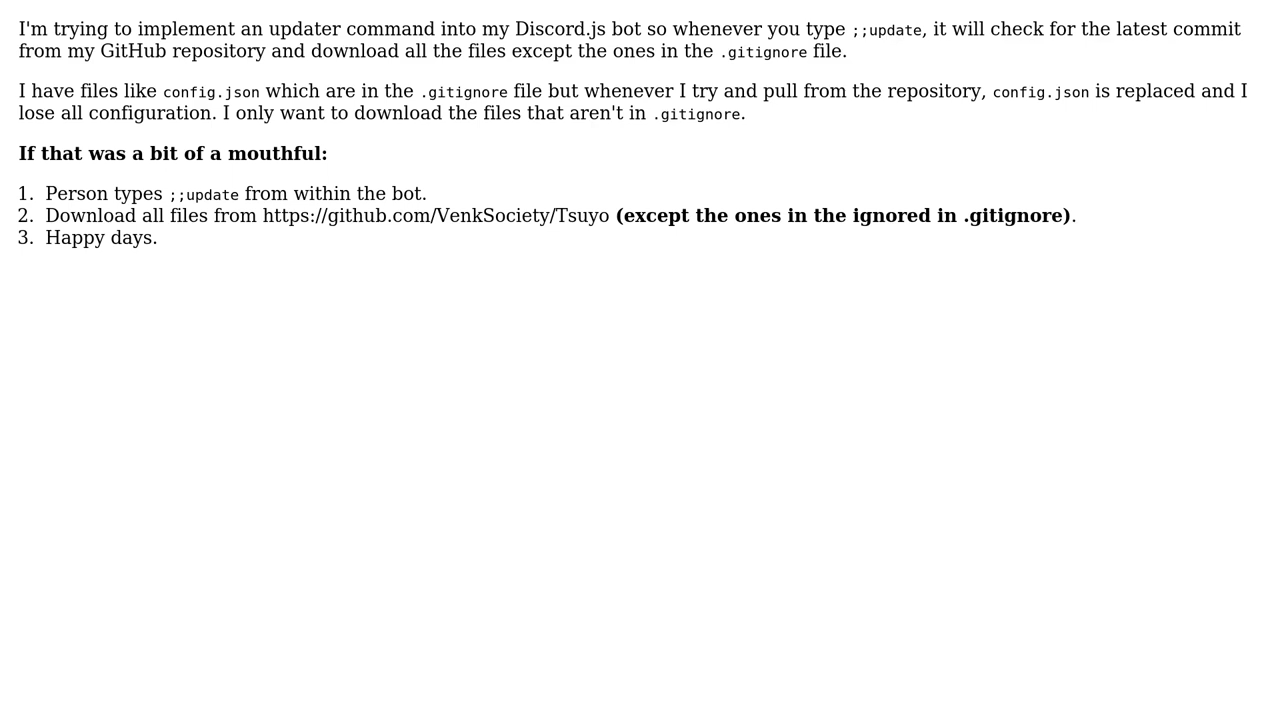 I'm trying to implement an updater command into my Discord.js bot so whenever you type ;;update, it will check for the latest commit
from my GitHub repository and download all the files except the ones in the .gitignore file.
I have files like config.json which are in the .gitignore file but whenever I try and pull from the repository, config.json is replaced and I
lose all configuration. I only want to download the files that aren't in .gitignore.
If that was a bit of a mouthful:
1. Person types ;;update from within the bot.
2. Download all files from https://github.com/VenkSociety/Tsuyo (except the ones in the ignored in .gitignore).
3. Happy days.